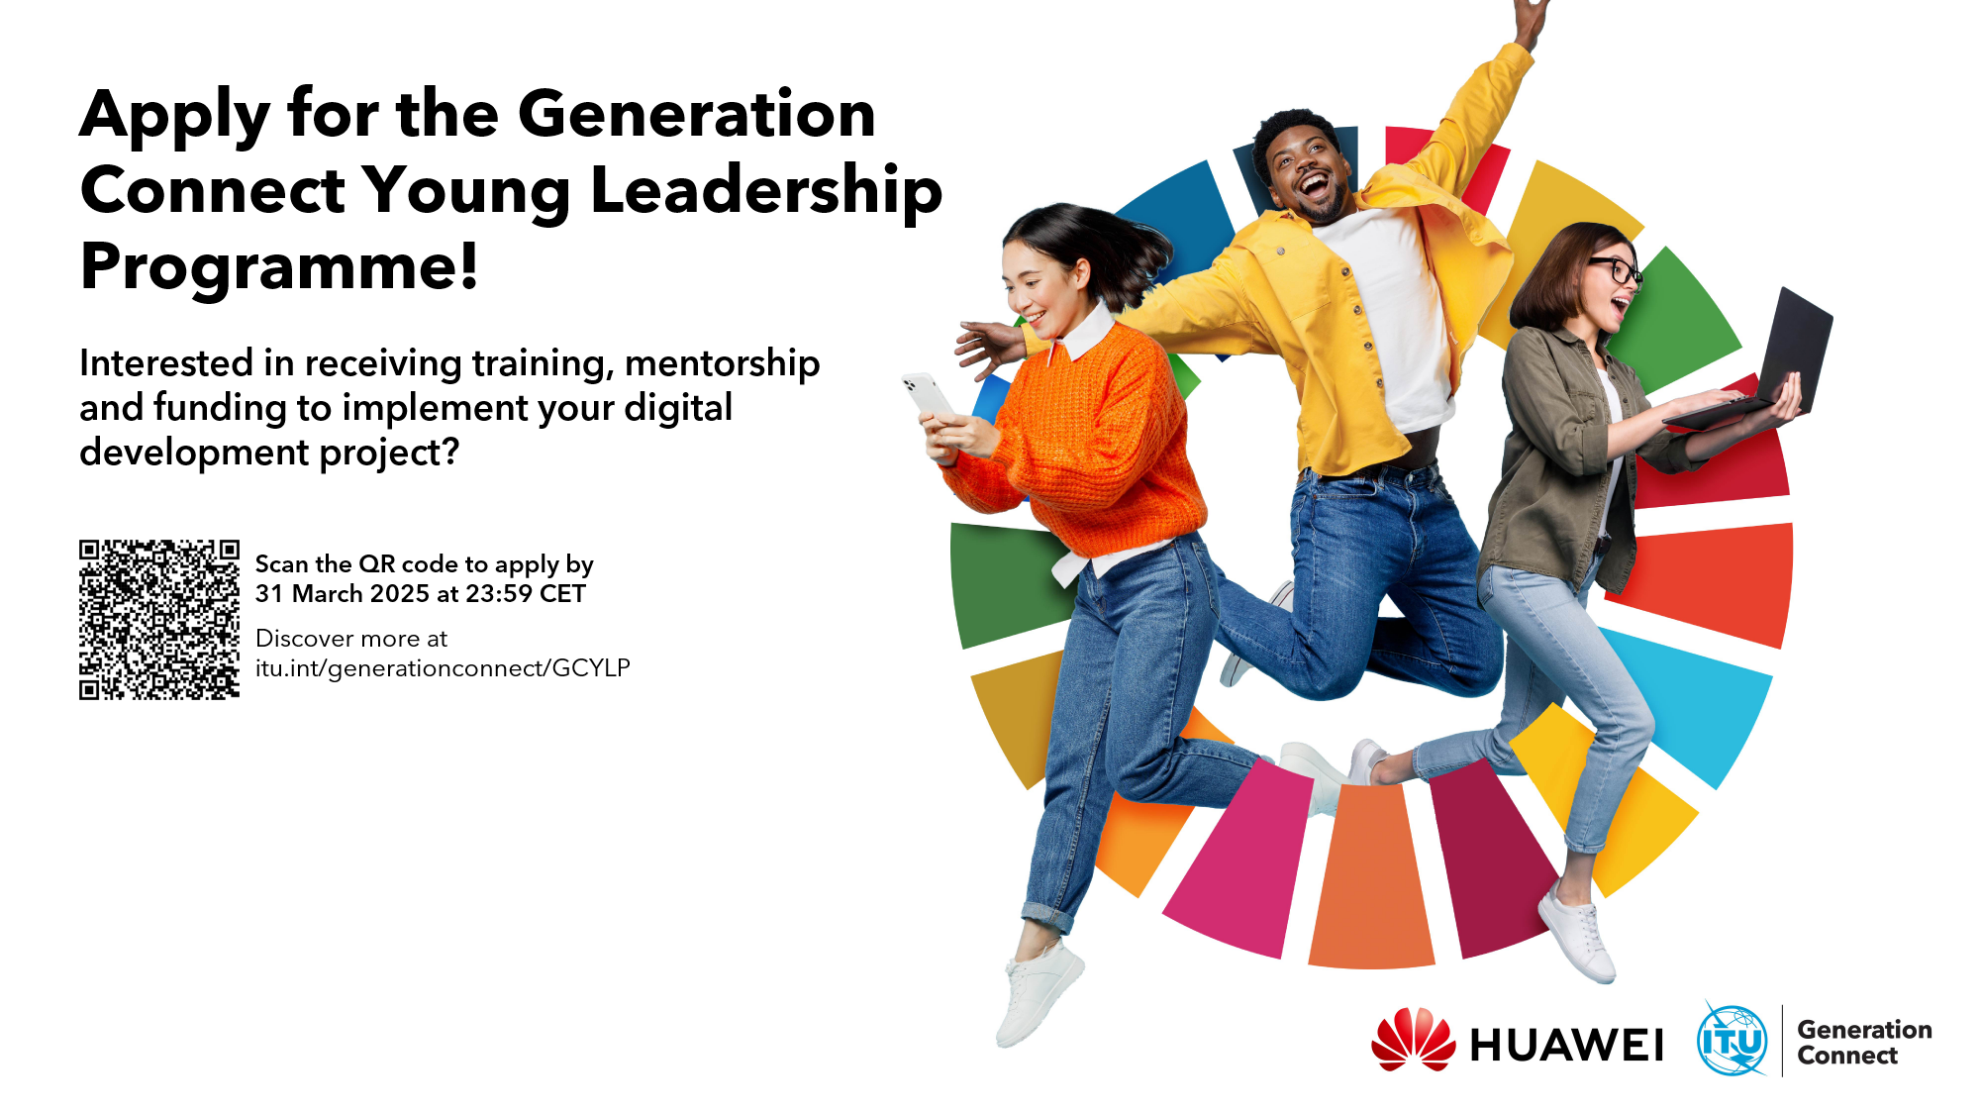 Apply for the Generation
Connect Young Leadership
Programme!
Interested in receiving training, mentorship
and funding to implement your digital
development project?
Scan the QR code to apply by
31 March 2025 at 23:59 CET
Discover more at
itu.int/generationconnect/GCYLP
HUAWEI
ITU
Generation
Connect